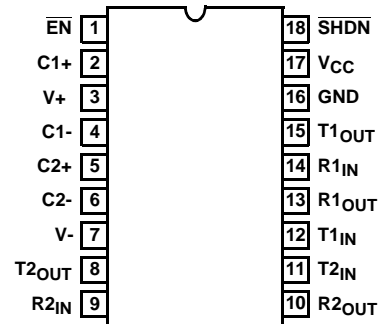 EN 1 18 SHDN
C1+ 2 17 VCC
V+ 3 16 GND
C1- 4 15 T1OUT
C2+ 5 14 R1IN
C2- 6 13 R1OUT
V- 7 12 T1IN
T2OUT 8 11 T2IN
R2IN 9 10 R2OUT